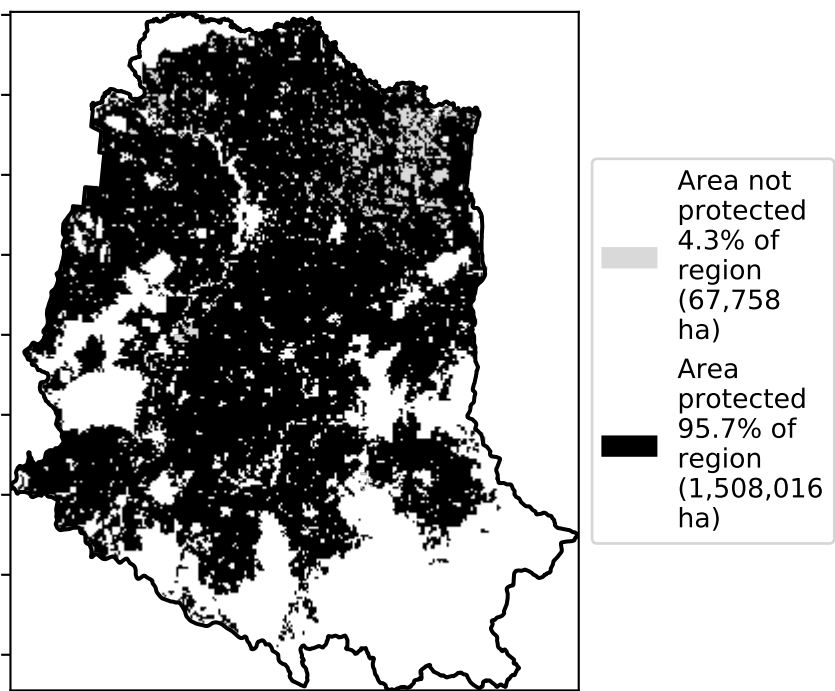 Area not
protected
4.3% of
region
(67,758
ha)
Area
protected
95.7% of
region
(1,508,016
ha)